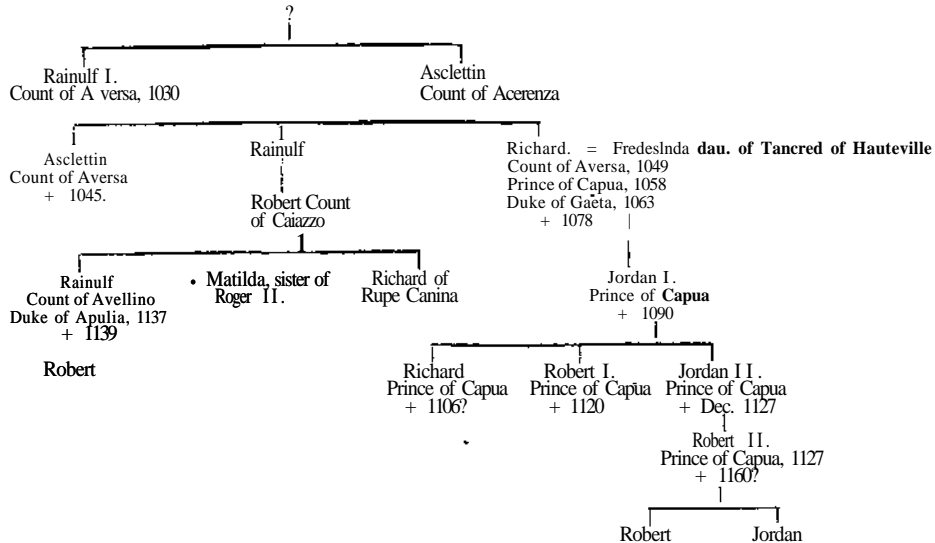 ?
Rainulf I.
Count of A versa, 1030
Asclettin
Count of Acerenza
Asclettin
Count of Aversa
+ 1045.
1
Rainulf
Richard. = Fredeslnda dau. of Tancred of Hauteville
Count of Aversa, 1049
Prince of Capua, 1058
Duke of Gaeta, 1063
+ 1078
Robert Count
of Caiazzo
1
Rainulf
Count of Avellino
Duke of Apulia, 1137
+ 1139
• Matilda, sister of
Roger II.
Richard of
Rupe Canina
Jordan I.
Prince of Capua
+ 1090
Robert
Richard
Prince of Capua
+ 1106?
Robert I.
Prince of Capua
+ 1120
Jordan II.
Prince of Capua
+ Dec. 1127
Robert II.
Prince of Capua, 1127
+ 1160?
Robert
Jordan